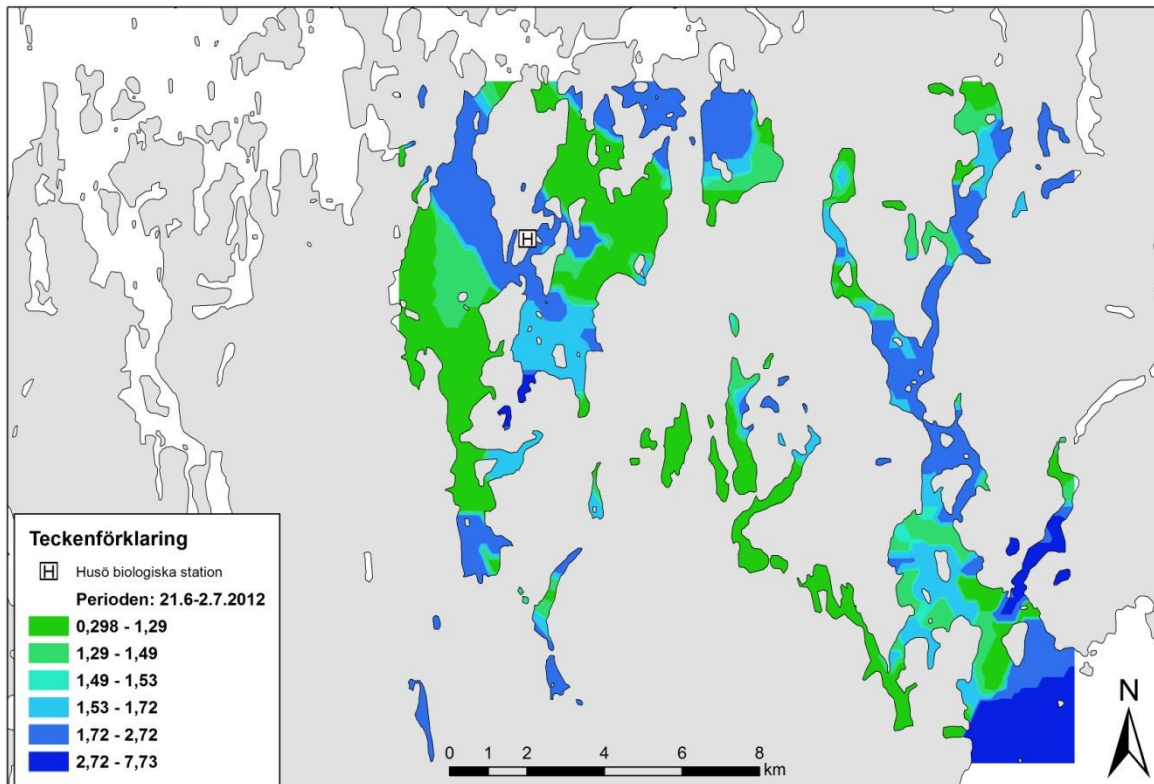 Teckenförklaring
H Husö biologiska station
Perioden: 21.6-2.7.2012
0,298 - 1,29
1,29 - 1,49
1,49 - 1,53
1,53 - 1,72
1,72 - 2,72
2,72 - 7,73
H
0 1 2 4 6 8
km
N